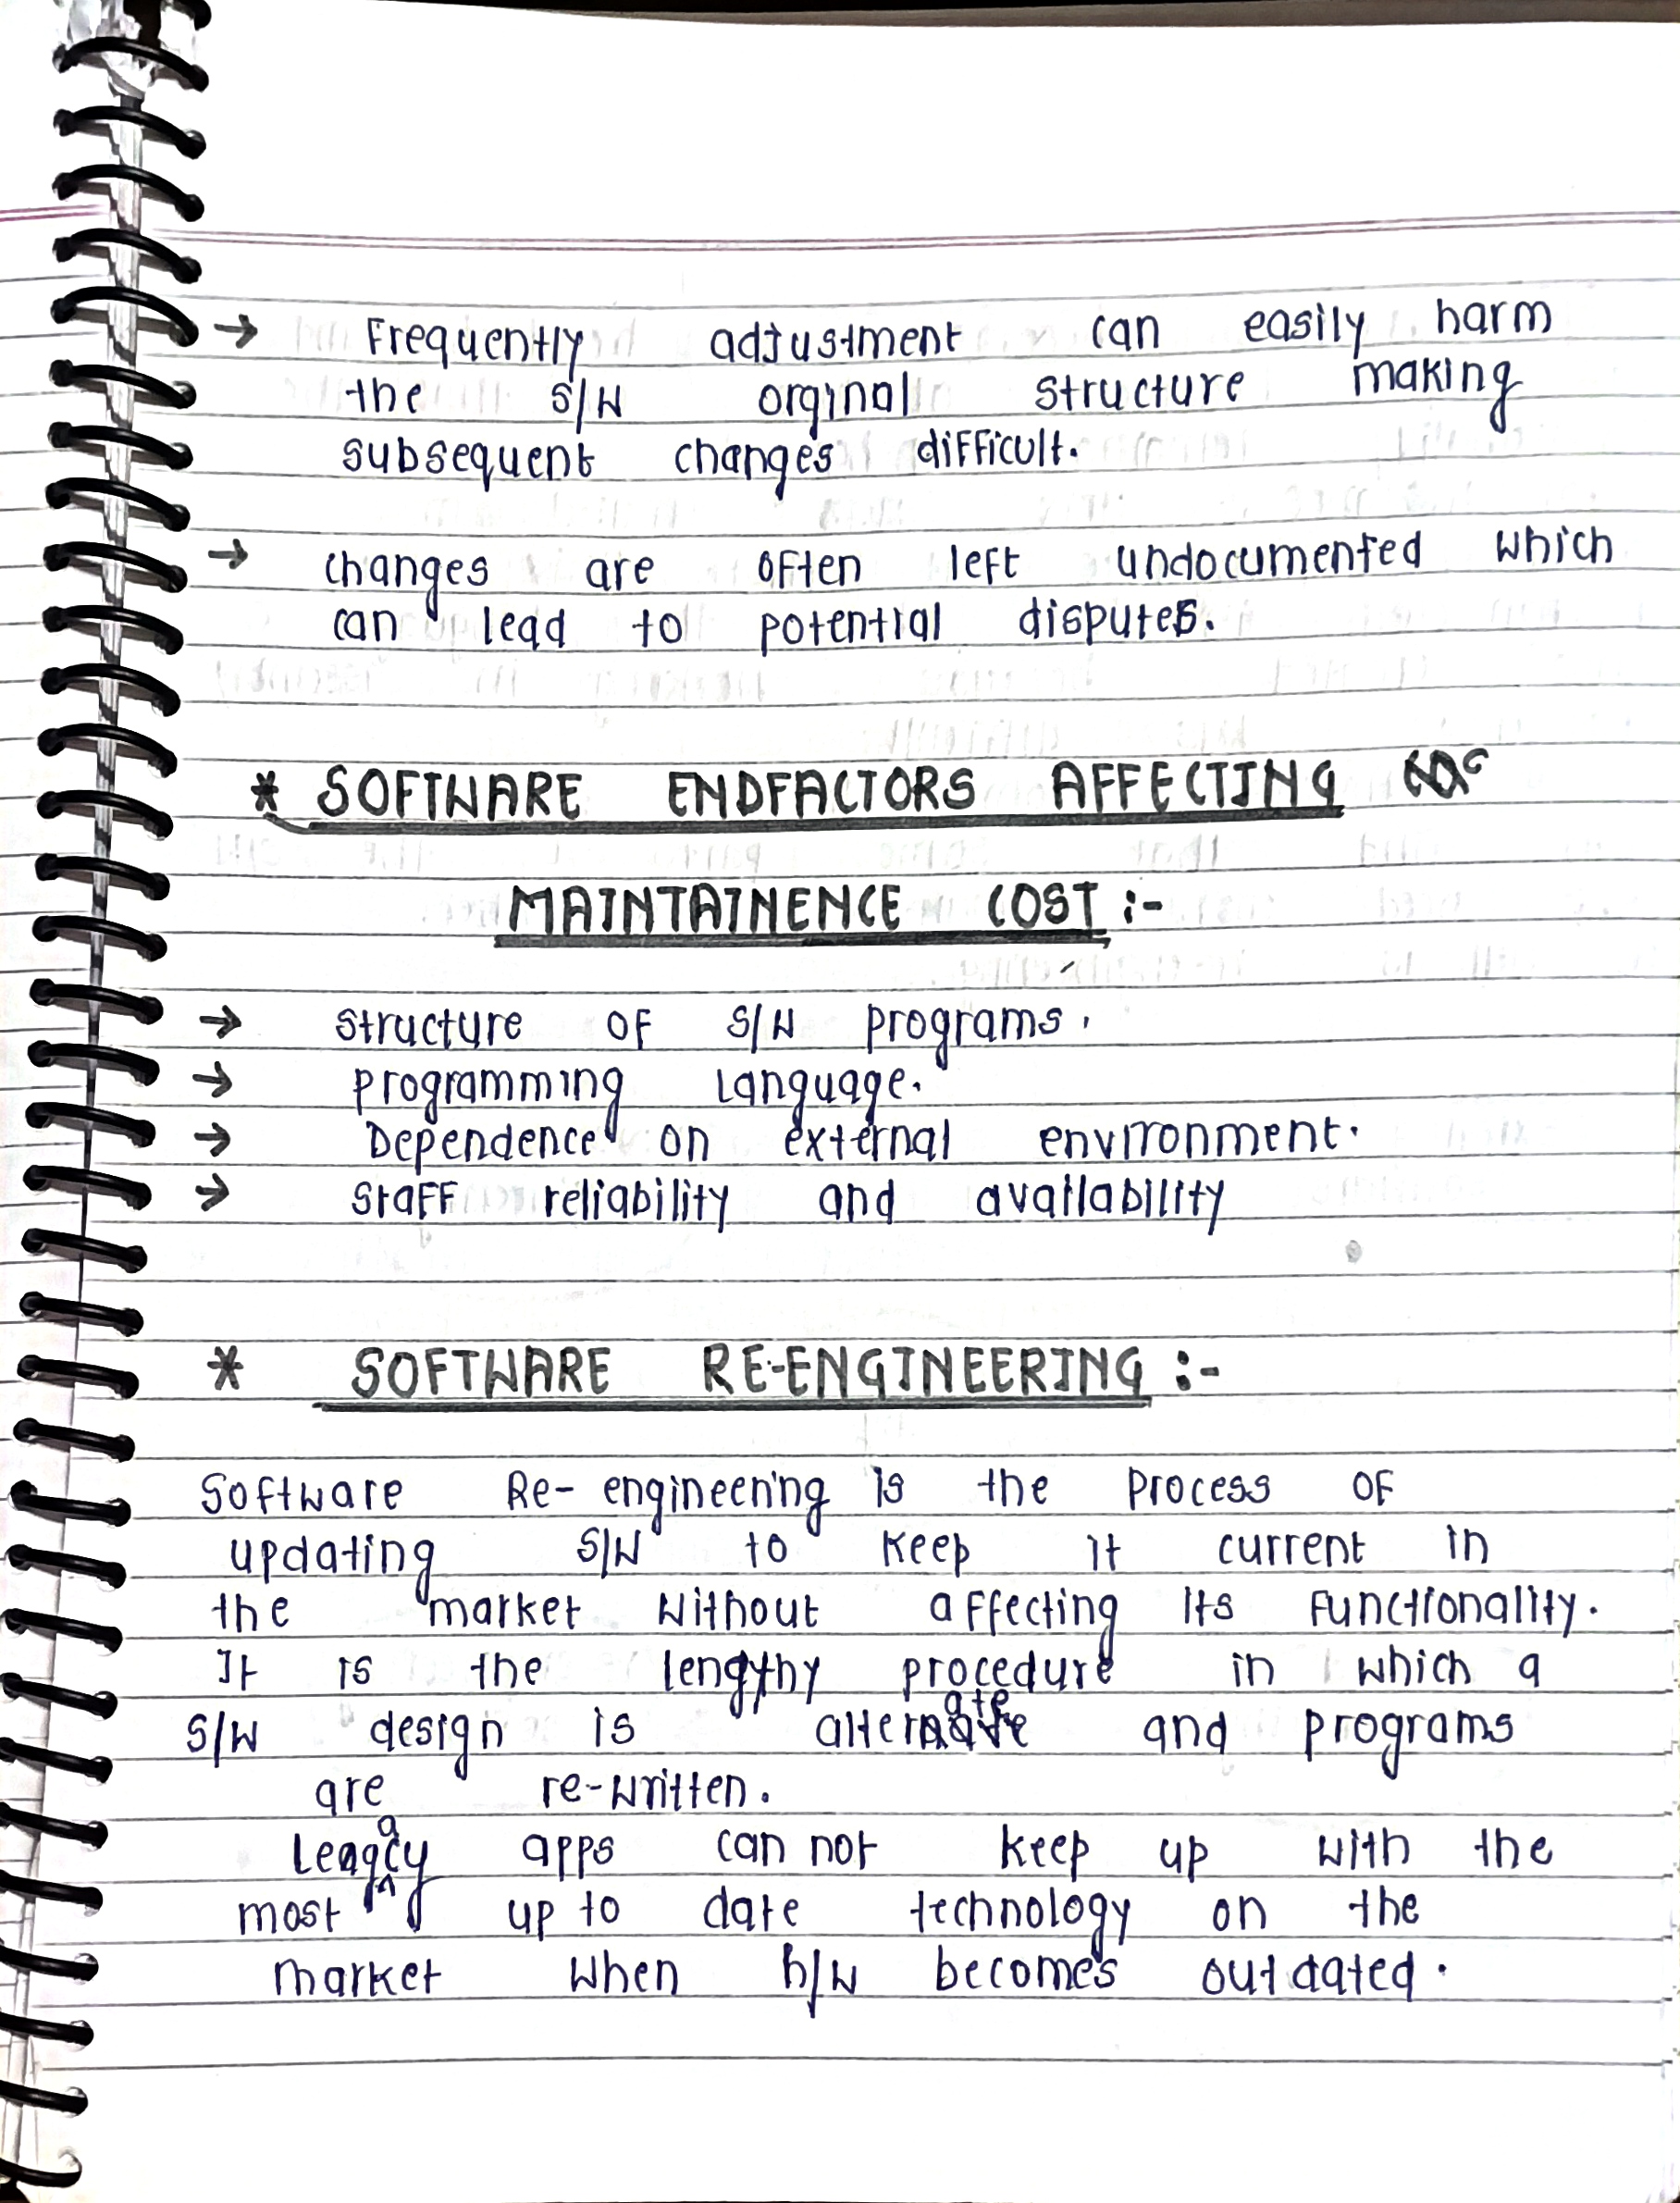 → Frequently adjustment can easily harm
the S/W orginal structure making
subsequent changes difficult.
→ changes are often left undocumented which
can lead to potential disputes.
* SOFTWARE ENDFACTORS AFFECTING
MAINTAINENCE COST :-
→ structure of S/W programs.
→ programming Language.
→ Dependence on external environment.
→ Staff reliability and availability
* SOFTWARE RE-ENGINEERING :-
Software Re-engineering is the process of
updating S/W to keep it current in
the market without affecting its functionality.
It is the lengthy procedure in which a
S/W design is alternate and programs
are re-written.
Leagacy apps can not keep up with the
most up to date technology on the
market when h/w becomes outdated.